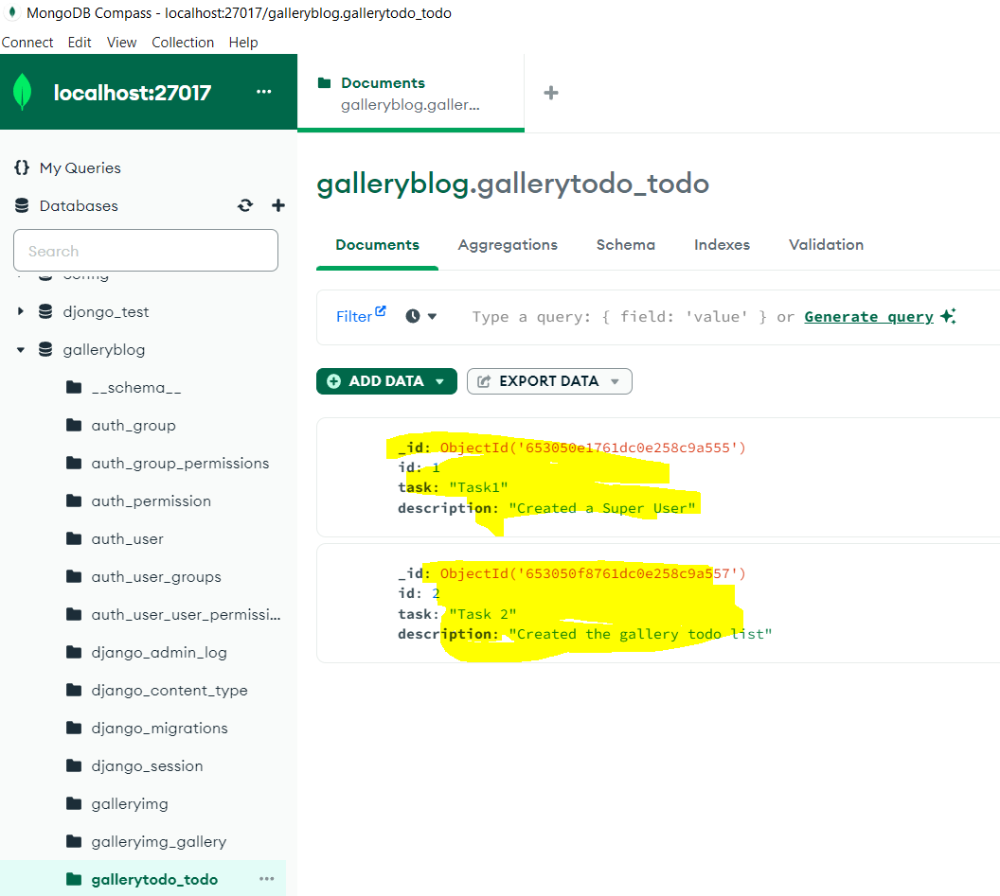 MongoDB Compass - localhost:27017/galleryblog.gallerytodo_todo
Connect Edit View Collection Help
localhost:27017 ...
Documents
galleryblog.galler...
{} My Queries
Databases
Search
config
djongo_test
galleryblog
__schema__
auth_group
auth_group_permissions
auth_permission
auth_user
auth_user_groups
auth_user_user_permissi...
django_admin_log
django_content_type
django_migrations
django_session
galleryimg
galleryimg_gallery
gallerytodo_todo ...
galleryblog.gallerytodo_todo
Documents Aggregations Schema Indexes Validation
Filter Type a query: { field: 'value' } or Generate query
ADD DATA EXPORT DATA
_id: ObjectId('653050e1761dc0e258c9a555')
id: 1
task: "Task1"
description: "Created a Super User"
_id: ObjectId('653050f8761dc0e258c9a557')
id: 2
task: "Task 2"
description: "Created the gallery todo list"